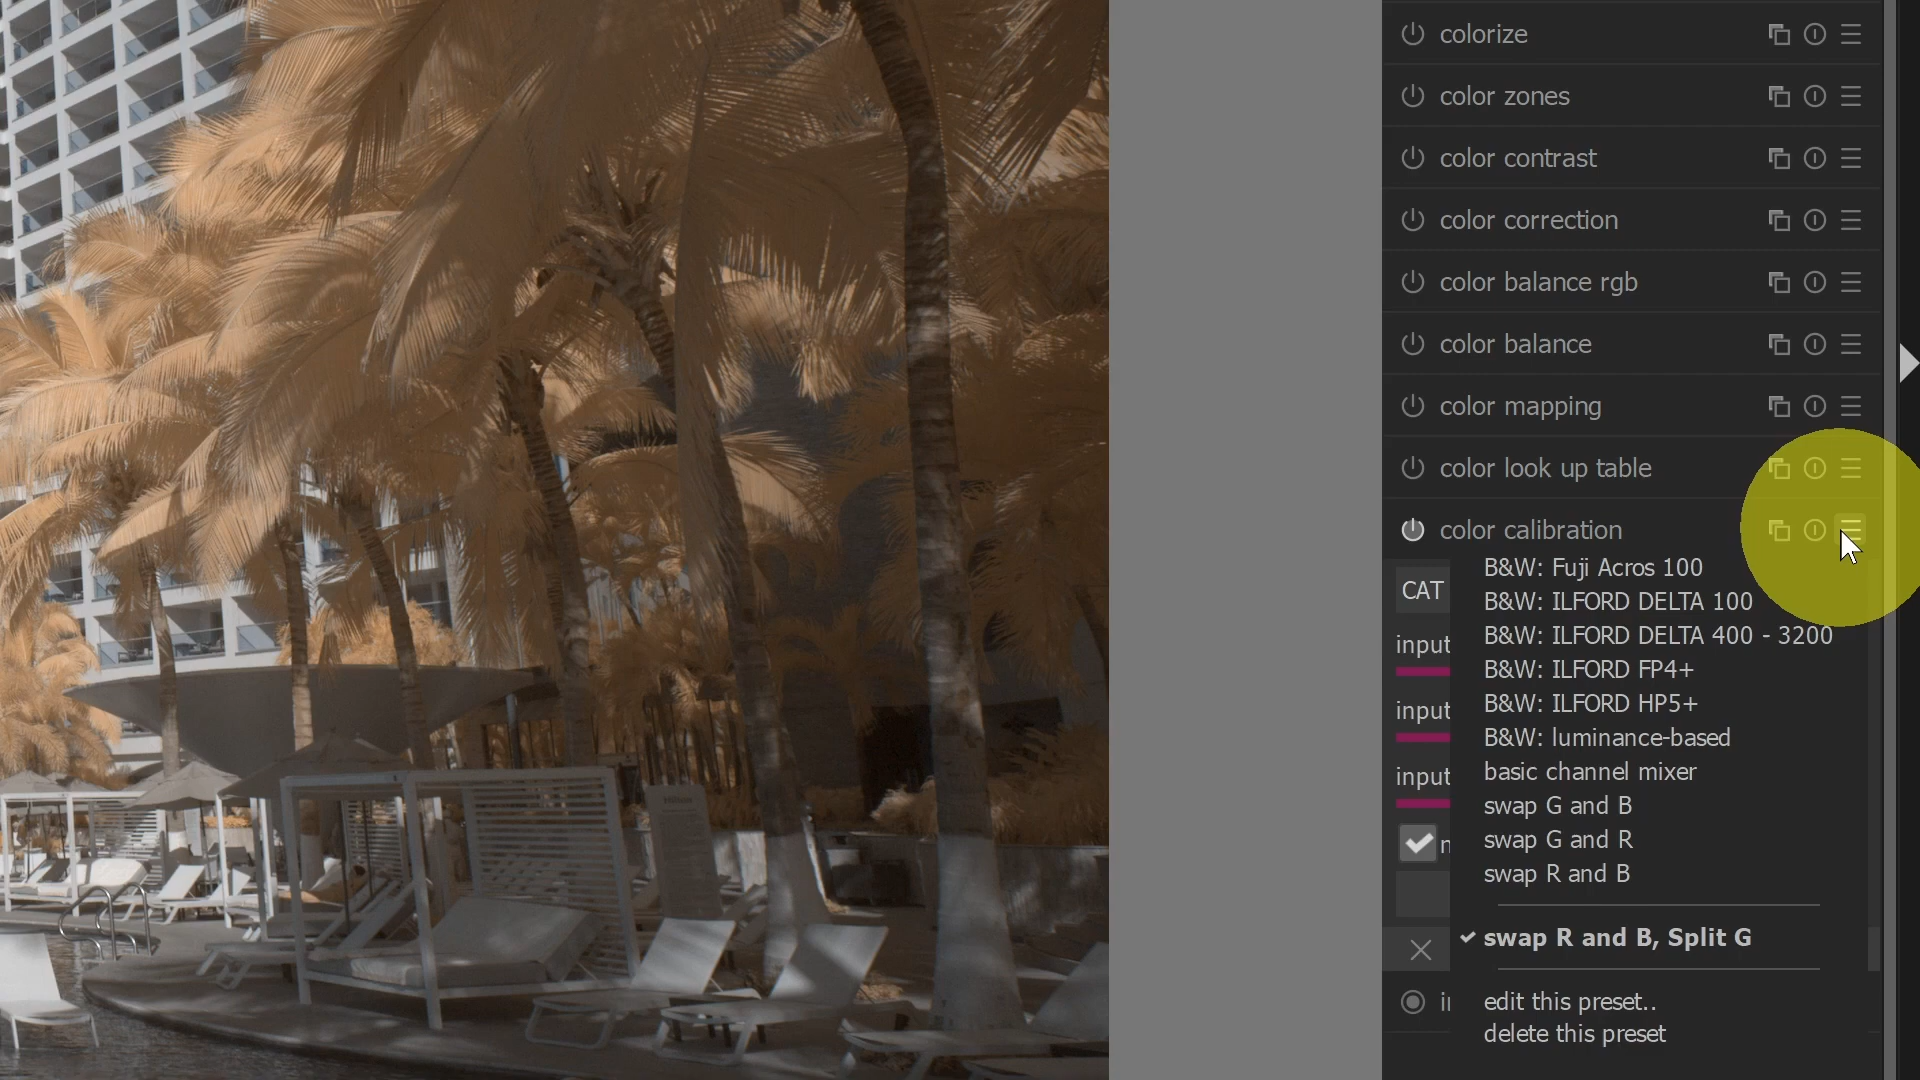 colorize
color zones
color contrast
color correction
color balance rgb
color balance
color mapping
color look up table
color calibration
B&W: Fuji Acros 100
CAT
B&W: ILFORD DELTA 100
B&W: ILFORD DELTA 400 - 3200
input
B&W: ILFORD FP4+
B&W: ILFORD HP5+
input
B&W: luminance-based
input
basic channel mixer
swap G and B
swap G and R
swap R and B
swap R and B, Split G
edit this preset..
delete this preset